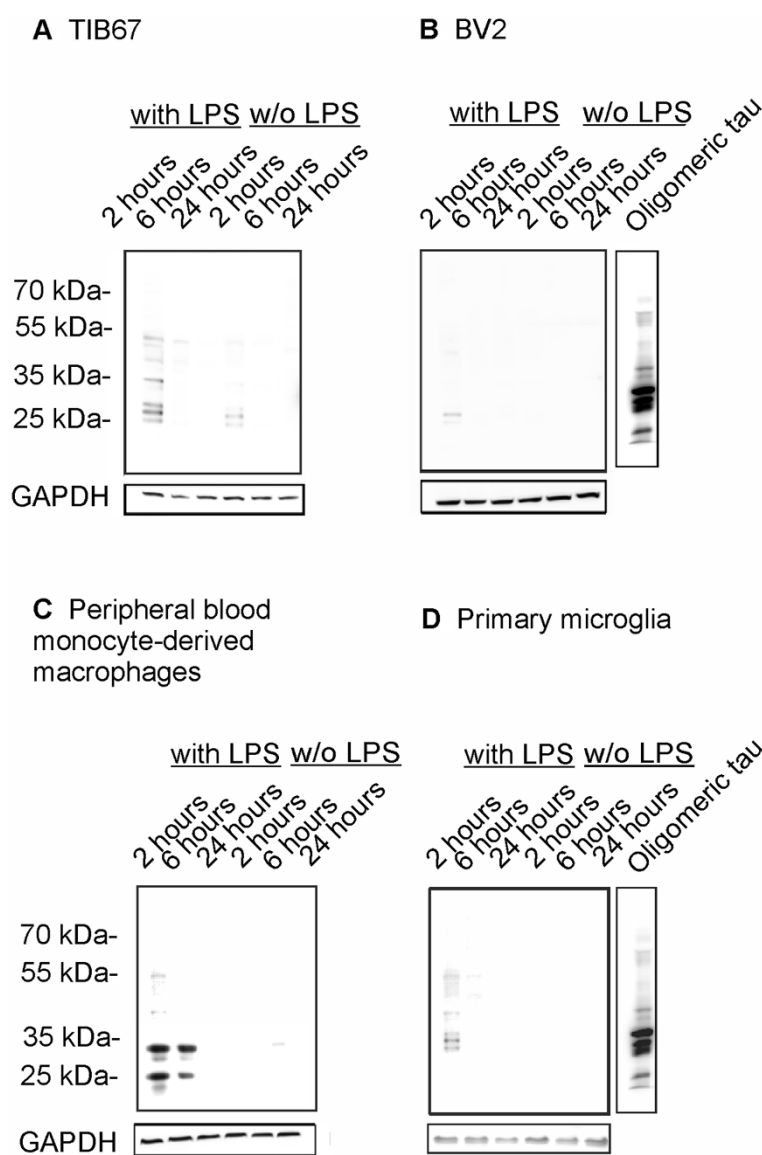 A TIB67
with LPS w/o LPS
2 hours
6 hours
24 hours
2 hours
6 hours
24 hours
70 kDa-
55 kDa-
35 kDa-
25 kDa-
GAPDH
B BV2
with LPS w/o LPS
2 hours
6 hours
24 hours
2 hours
6 hours
24 hours
Oligomeric tau
C Peripheral blood
monocyte-derived
macrophages
with LPS w/o LPS
2 hours
6 hours
24 hours
2 hours
6 hours
24 hours
70 kDa-
55 kDa-
35 kDa-
25 kDa-
GAPDH
D Primary microglia
with LPS w/o LPS
2 hours
6 hours
24 hours
2 hours
6 hours
24 hours
Oligomeric tau